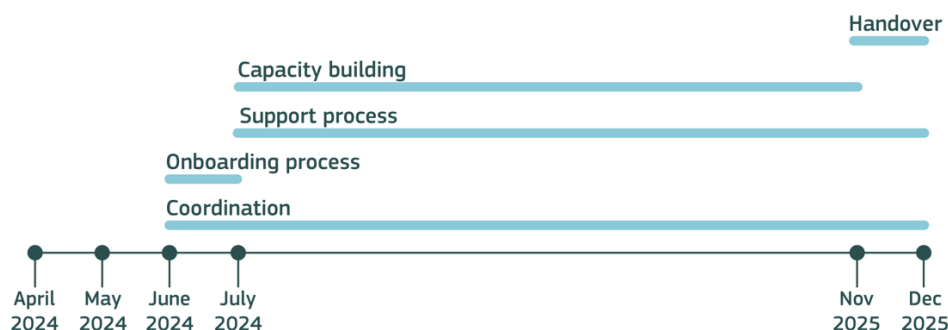 Handover
Capacity building
Support process
Onboarding process
Coordination
April May June July Nov Dec
2024 2024 2024 2024 2025 2025